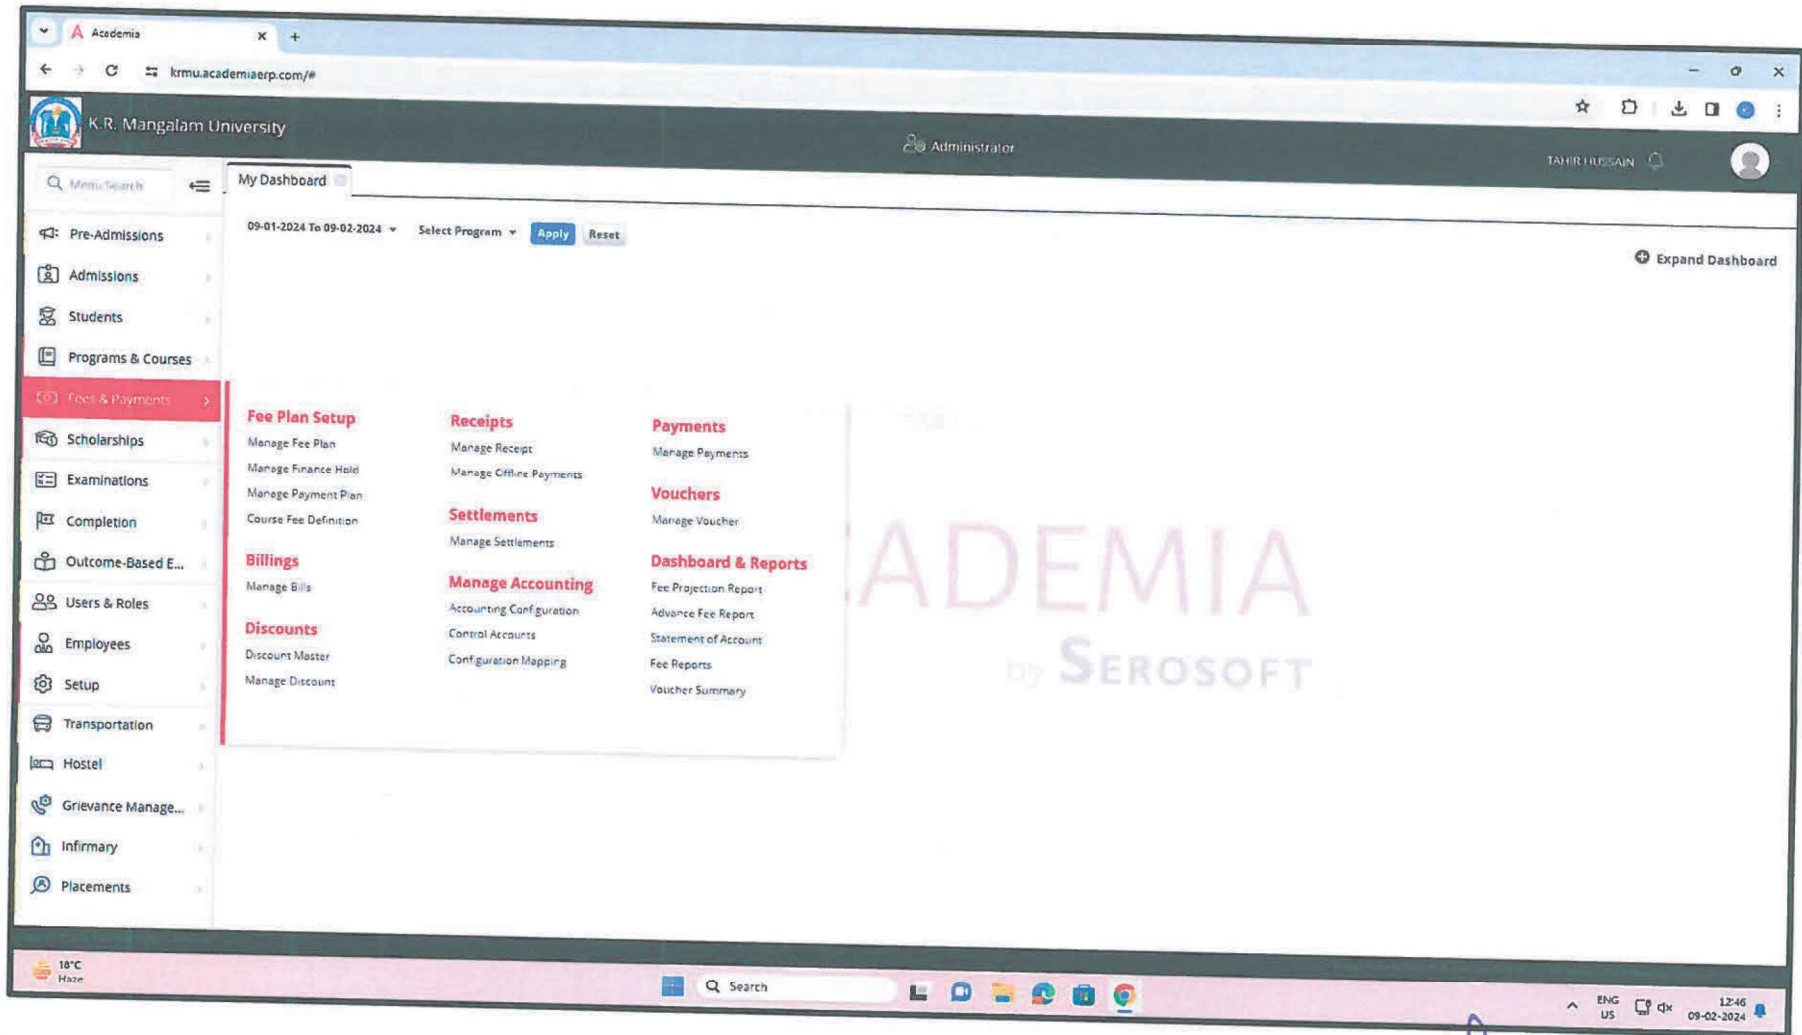 Academia
krmu.academiaerp.com/#
K.R. Mangalam University
Administrator
TAHIR HUSSAIN
Menu Search
My Dashboard
09-01-2024 To 09-02-2024
Select Program
Apply
Reset
Expand Dashboard
Pre-Admissions
Admissions
Students
Programs & Courses
Fees & Payments
Scholarships
Examinations
Completion
Outcome-Based E...
Users & Roles
Employees
Setup
Transportation
Hostel
Grievance Manage...
Infirmary
Placements
Fee Plan Setup
Manage Fee Plan
Manage Finance Hold
Manage Payment Plan
Course Fee Definition
Billings
Manage Bills
Discounts
Discount Master
Manage Discount
Receipts
Manage Receipt
Manage Offline Payments
Settlements
Manage Settlements
Manage Accounting
Accounting Configuration
Control Accounts
Configuration Mapping
Payments
Manage Payments
Vouchers
Manage Voucher
Dashboard & Reports
Fee Projection Report
Advance Fee Report
Statement of Account
Fee Reports
Voucher Summary
CADEMIA
by SEROSOFT
18°C
Haze
Search
ENG
US
12:46
09-02-2024